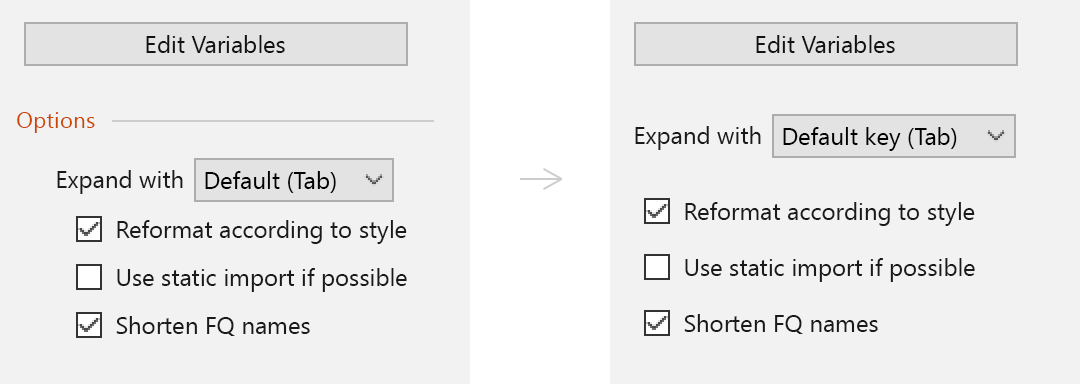 Edit Variables
Options
Expand with Default (Tab)
Reformat according to style
Use static import if possible
Shorten FQ names
Edit Variables
Expand with Default key (Tab)
Reformat according to style
Use static import if possible
Shorten FQ names